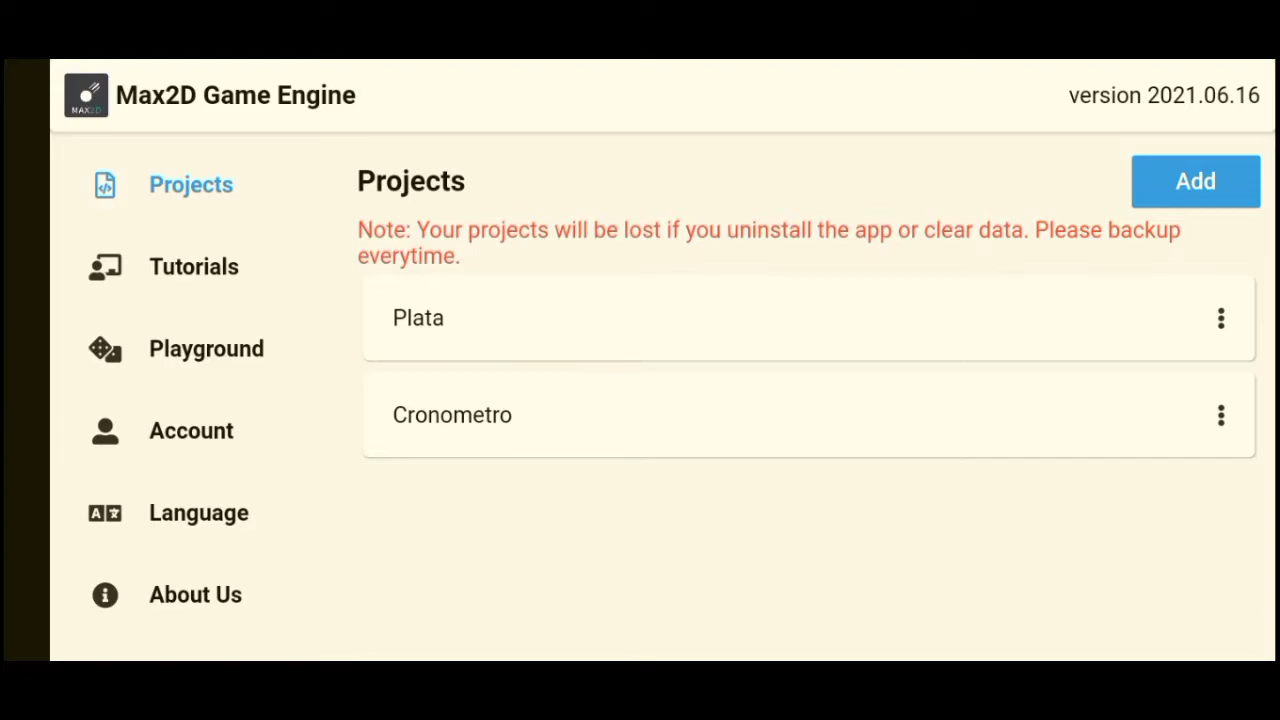 MAX2D
Max2D Game Engine
version 2021.06.16
Projects
Tutorials
Playground
Account
Language
About Us
Projects
Add
Note: Your projects will be lost if you uninstall the app or clear data. Please backup
everytime.
Plata
Cronometro